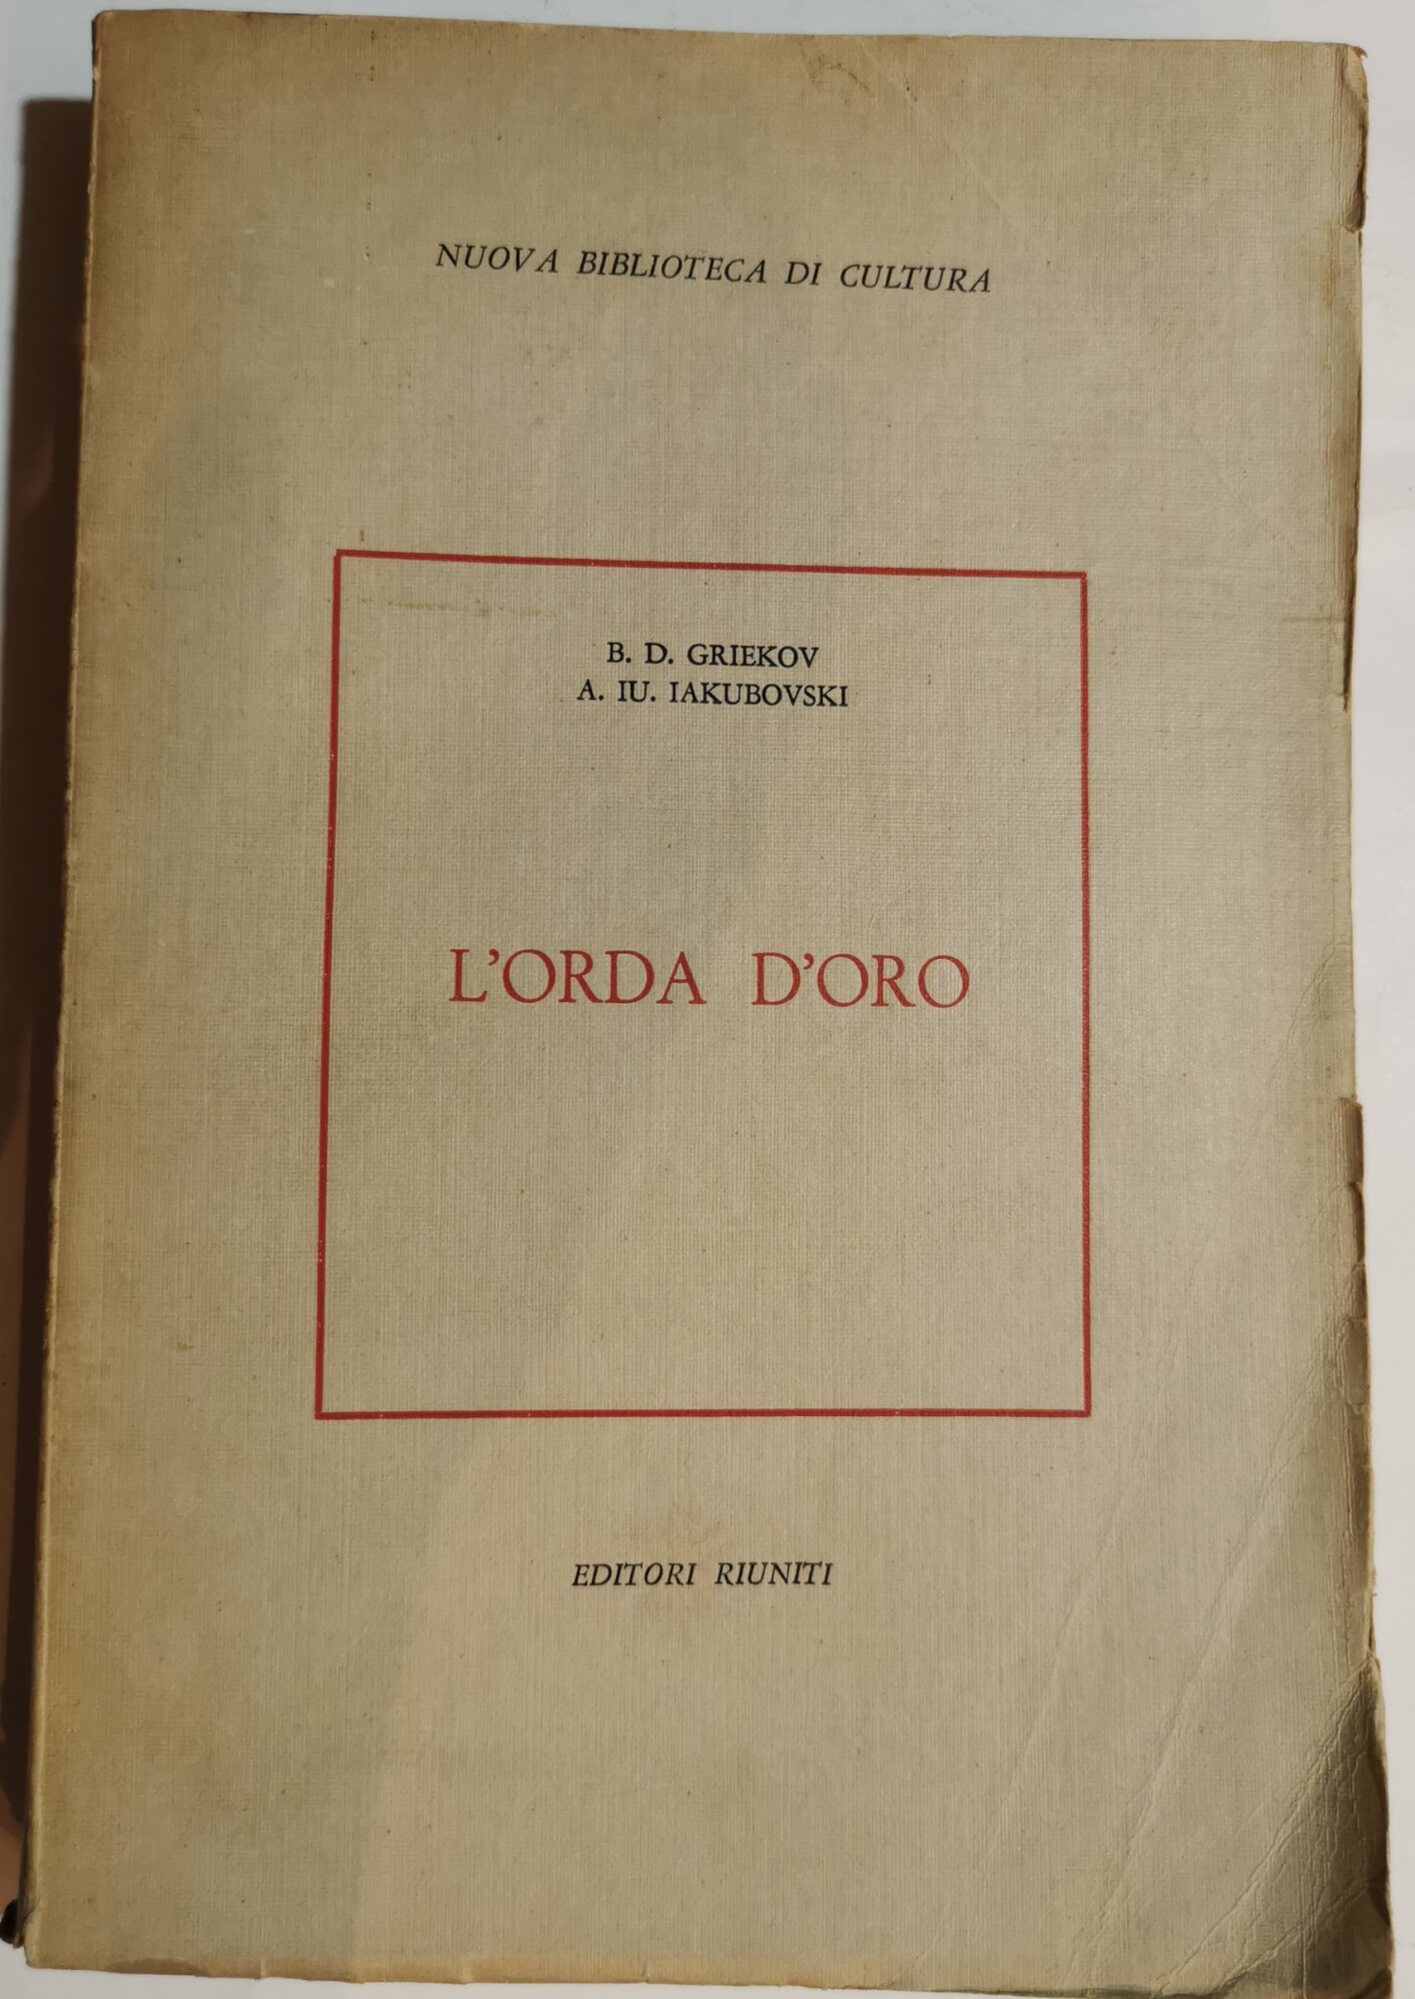 NUOVA BIBLIOTECA DI CULTURA
B. D. GRIEKOV
A. IU. IAKUBOVSKI
L'ORDA D'ORO
EDITORI RIUNITI